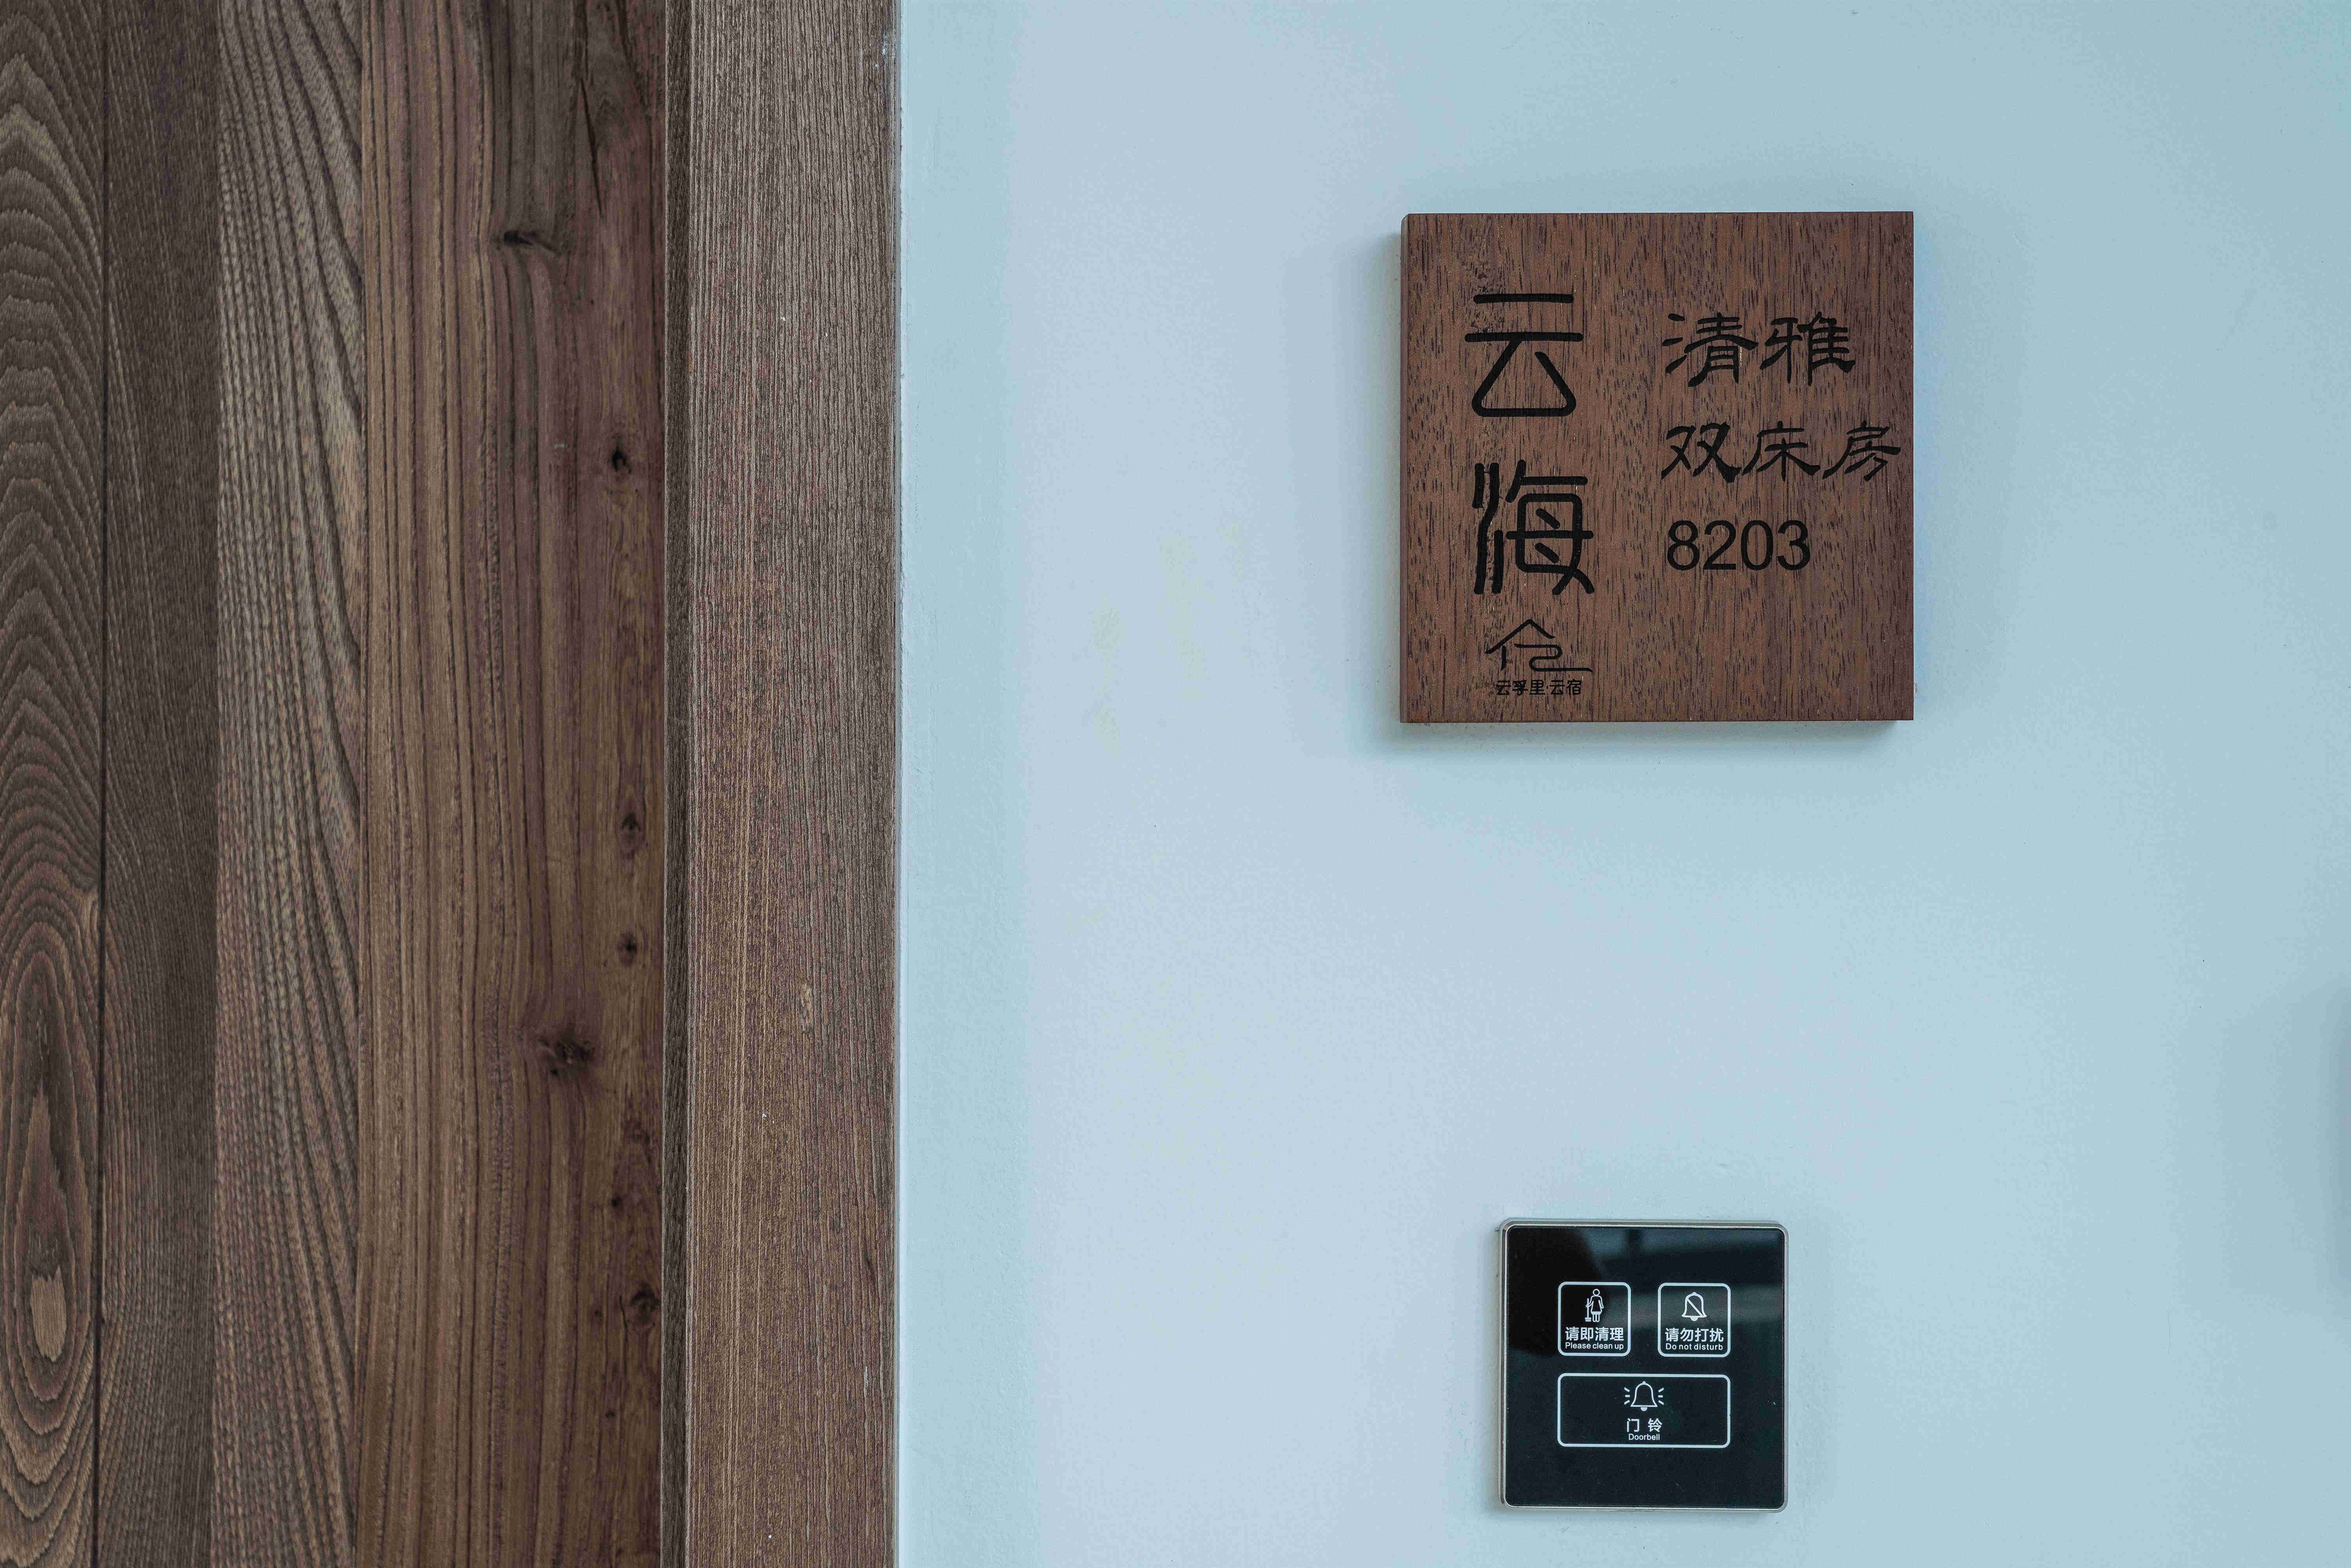 云海
清雅
双床房
8203
云孚里·云宿
请即清理
Please clean up
请勿打扰
Do not disturb
门铃
Doorbell